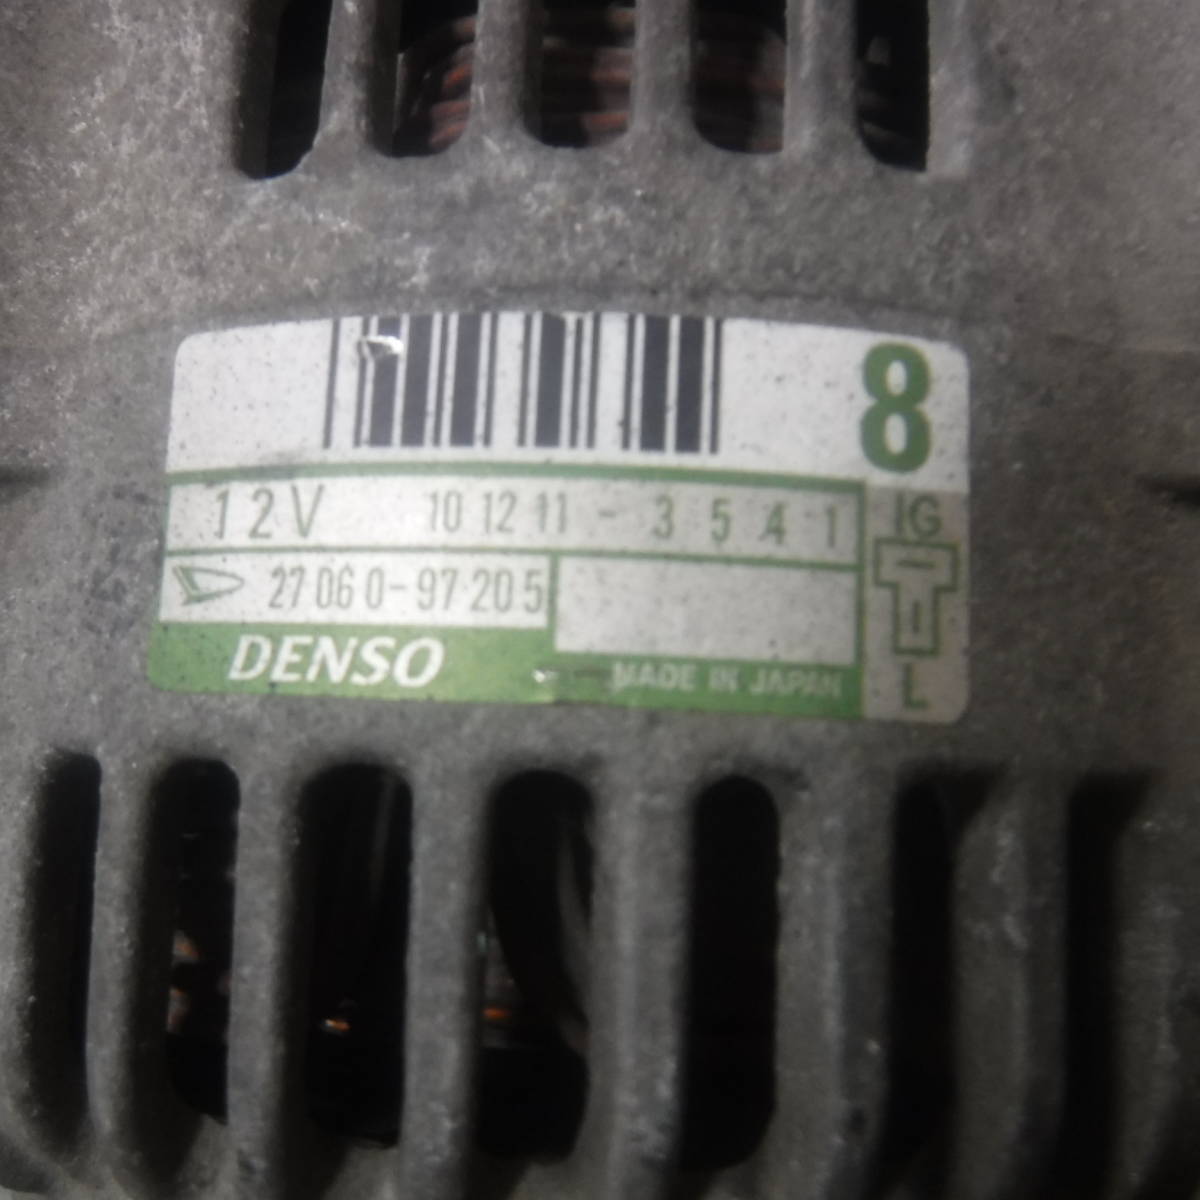 8
12V 101211-3541
IG
27060-97205
DENSO
MADE IN JAPAN
L